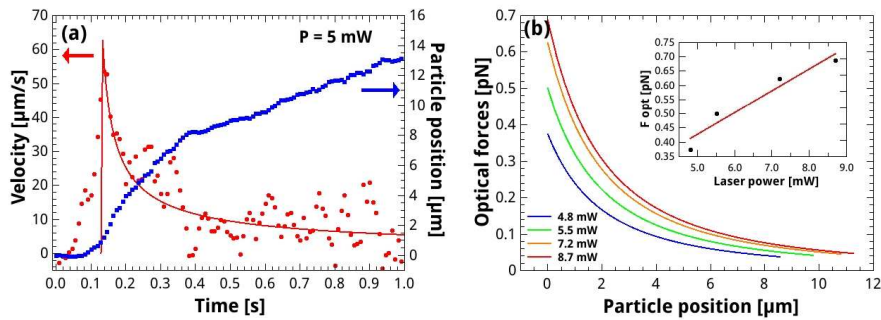 (a)
P = 5 mW
Velocity [µm/s]
60
50
40
30
20
10
0
16
14
12
10
8
6
4
2
0
Particle position [µm]
0.0 0.1 0.2 0.3 0.4 0.5 0.6 0.7 0.8 0.9 1.0
Time [s]
(b)
Optical forces [pN]
0.7
0.6
0.5
0.4
0.3
0.2
0.1
0
4.8 mW
5.5 mW
7.2 mW
8.7 mW
0 2 4 6 8 10 12
Particle position [µm]
F opt [pN]
0.75
0.70
0.65
0.60
0.55
0.50
0.45
0.40
0.35
5.0 6.0 7.0 8.0 9.0
Laser power [mW]